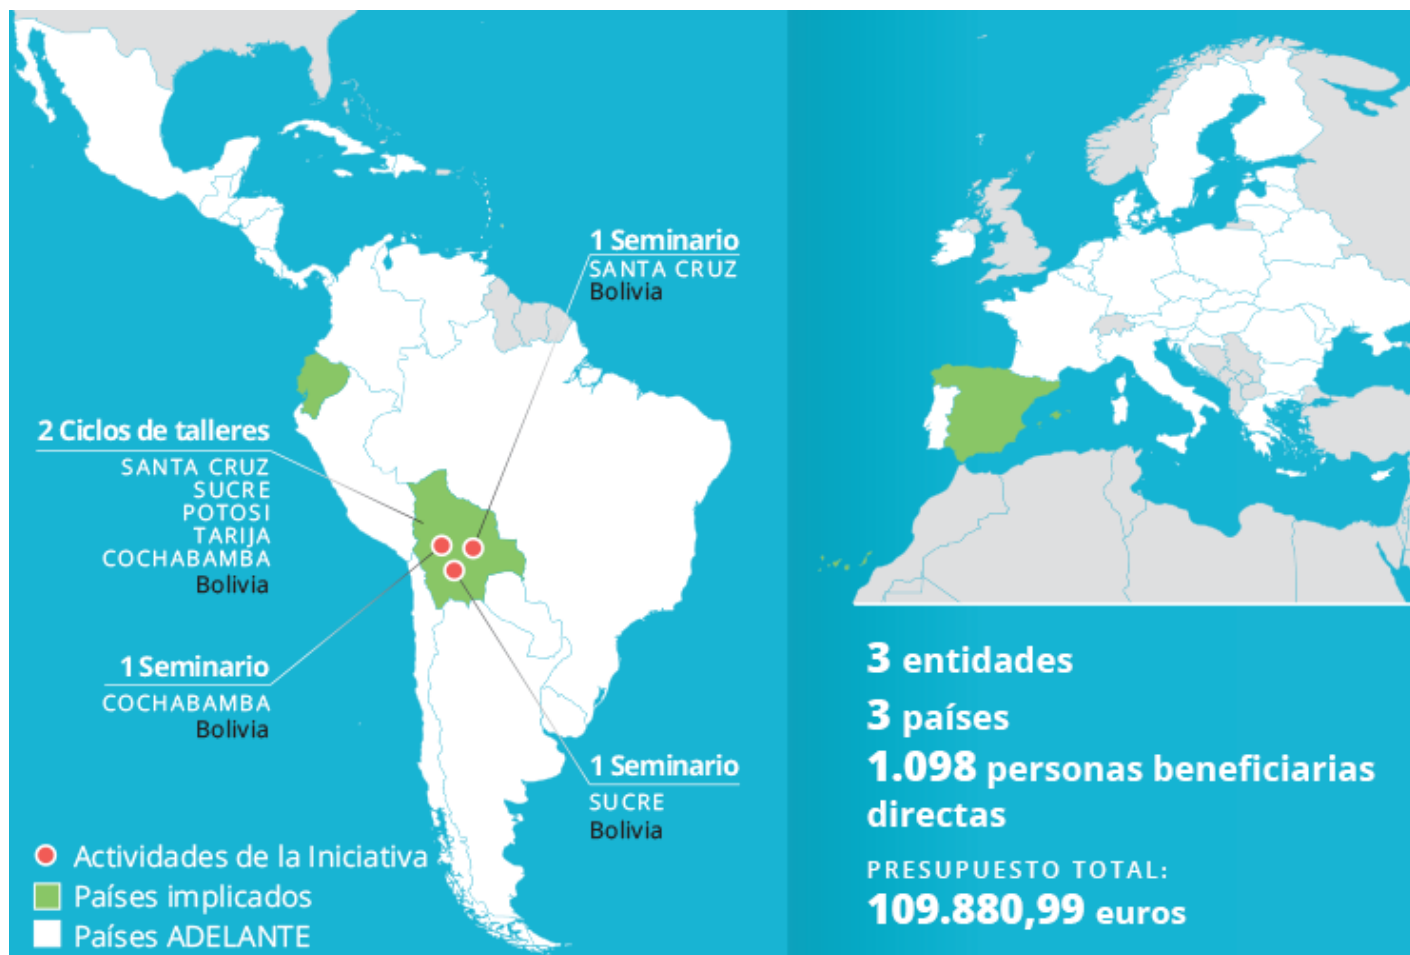 1 Seminario
SANTA CRUZ
Bolivia
2 Ciclos de talleres
SANTA CRUZ
SUCRE
POTOSI
TARIJA
COCHABAMBA
Bolivia
1 Seminario
COCHABAMBA
Bolivia
1 Seminario
SUCRE
Bolivia
Actividades de la Iniciativa
Países implicados
Países ADELANTE
3 entidades
3 países
1.098 personas beneficiarias
directas
PRESUPUESTO TOTAL:
109.880,99 euros